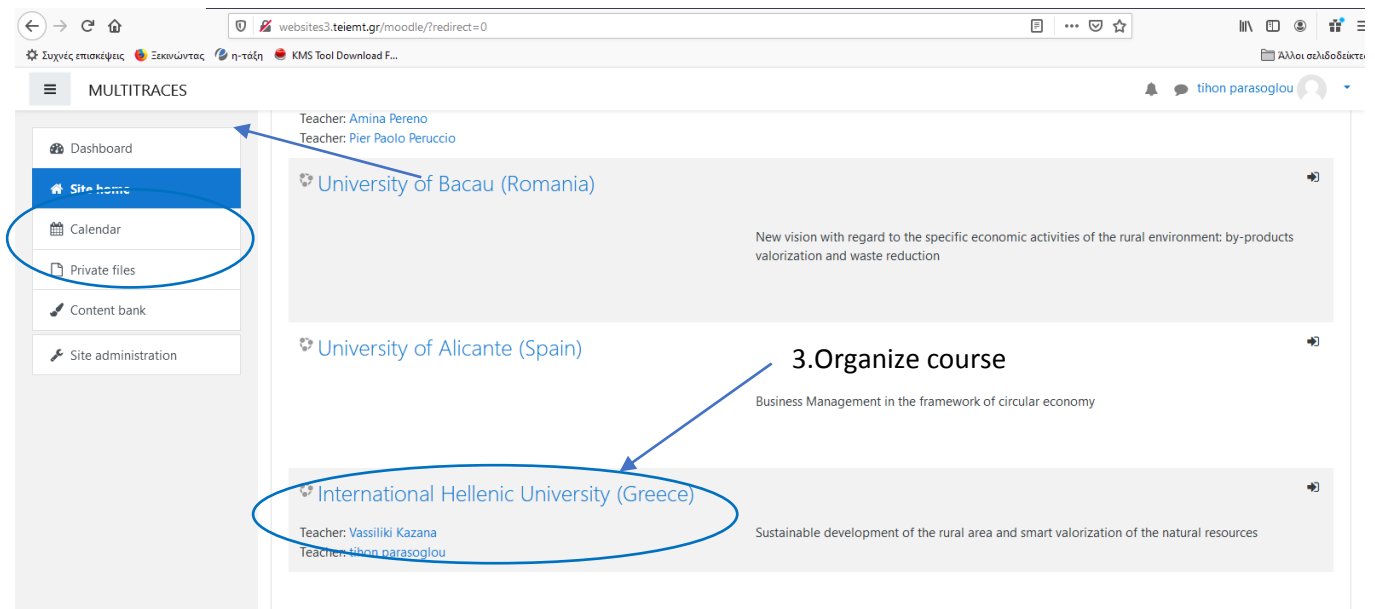 websites3.teiemt.gr/moodle/?redirect=0
Συχνές επισκέψεις Ξεκινώντας η-τάξη KMS Tool Download F... Άλλοι σελιδοδείκτες
MULTITRACES tihon parasoglou
Teacher: Amina Pereno
Teacher: Pier Paolo Peruccio
Dashboard
Site home
Calendar
Private files
Content bank
Site administration
University of Bacau (Romania)
New vision with regard to the specific economic activities of the rural environment: by-products
valorization and waste reduction
University of Alicante (Spain)
3.Organize course
Business Management in the framework of circular economy
International Hellenic University (Greece)
Teacher: Vassiliki Kazana
Teacher: tihon parasoglou
Sustainable development of the rural area and smart valorization of the natural resources